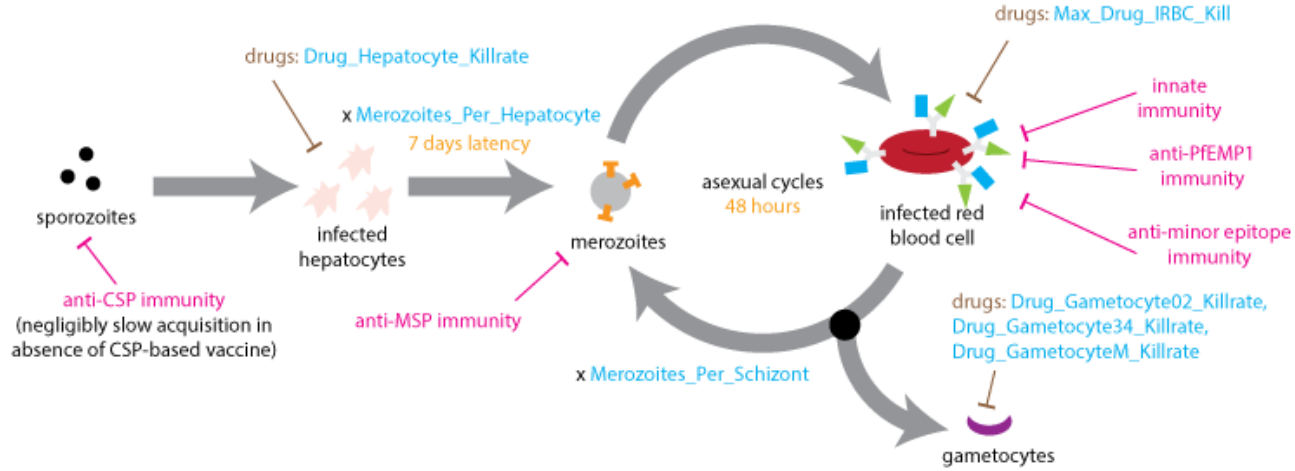 drugs: Max_Drug_IRBC_Kill
drugs: Drug_Hepatocyte_Killrate
x Merozoites_Per_Hepatocyte
7 days latency
innate
immunity
anti-PfEMP1
immunity
anti-minor epitope
immunity
asexual cycles
48 hours
sporozoites
infected
hepatocytes
merozoites
infected red
blood cell
anti-CSP immunity
(negligibly slow acquisition in
absence of CSP-based vaccine)
anti-MSP immunity
x Merozoites_Per_Schizont
drugs: Drug_Gametocyte02_Killrate,
Drug_Gametocyte34_Killrate,
Drug_GametocyteM_Killrate
gametocytes